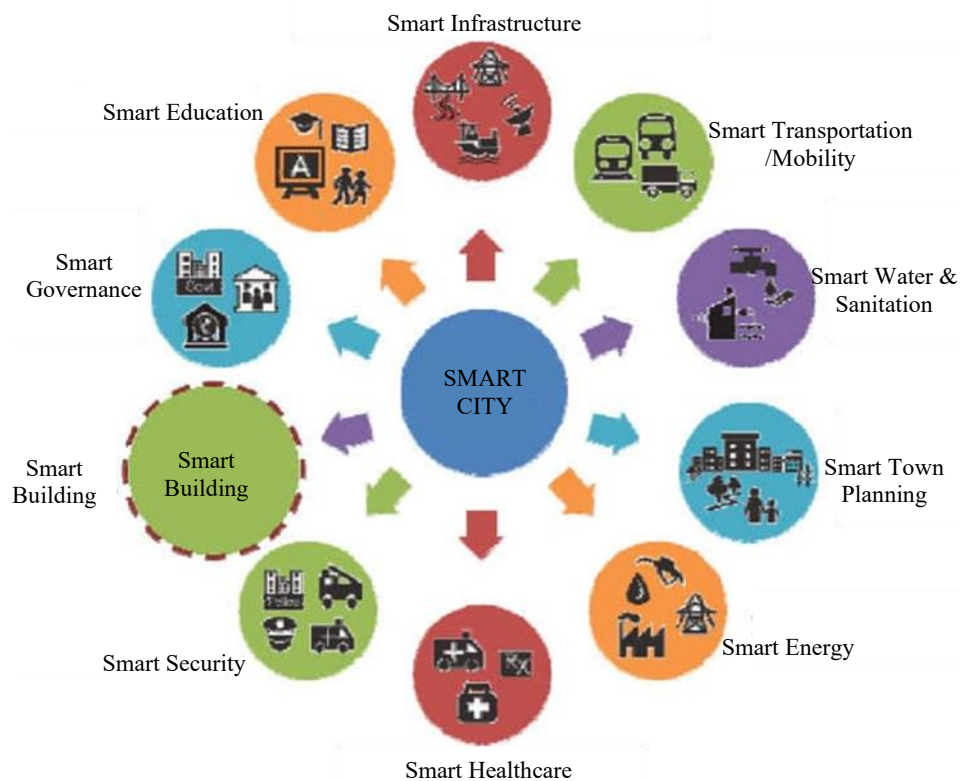 Smart Infrastructure
Smart Education
Smart Transportation
/Mobility
A
Smart
Governance
Govt
Smart Water &
Sanitation
SMART
CITY
Smart
Building
Smart
Building
Smart Town
Planning
Police
Smart Security
Rx
Smart Energy
Smart Healthcare